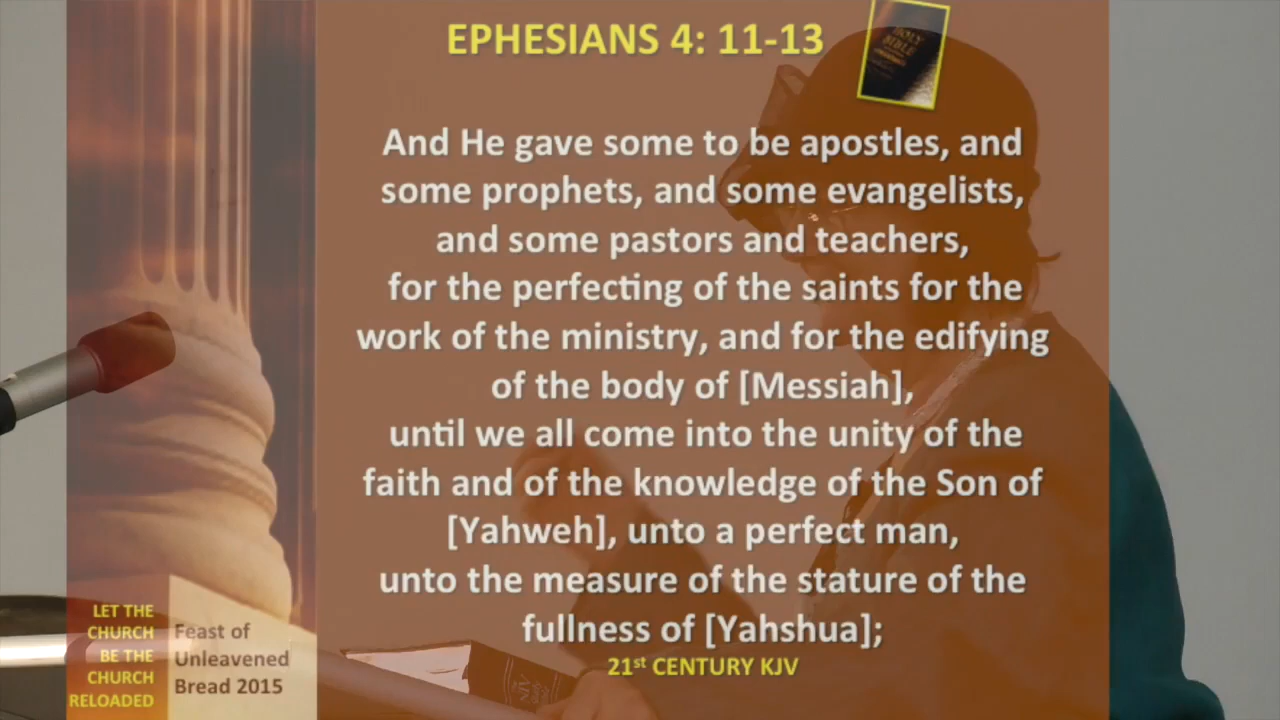 EPHESIANS 4: 11-13
HOLY
BIBLE
And He gave some to be apostles, and
some prophets, and some evangelists,
and some pastors and teachers,
for the perfecting of the saints for the
work of the ministry, and for the edifying
of the body of [Messiah],
until we all come into the unity of the
faith and of the knowledge of the Son of
[Yahweh], unto a perfect man,
unto the measure of the stature of the
fullness of [Yahshua];
21st CENTURY KJV
LET THE
CHURCH
BE THE
CHURCH
RELOADED
Feast of
Unleavened
Bread 2015
NIV